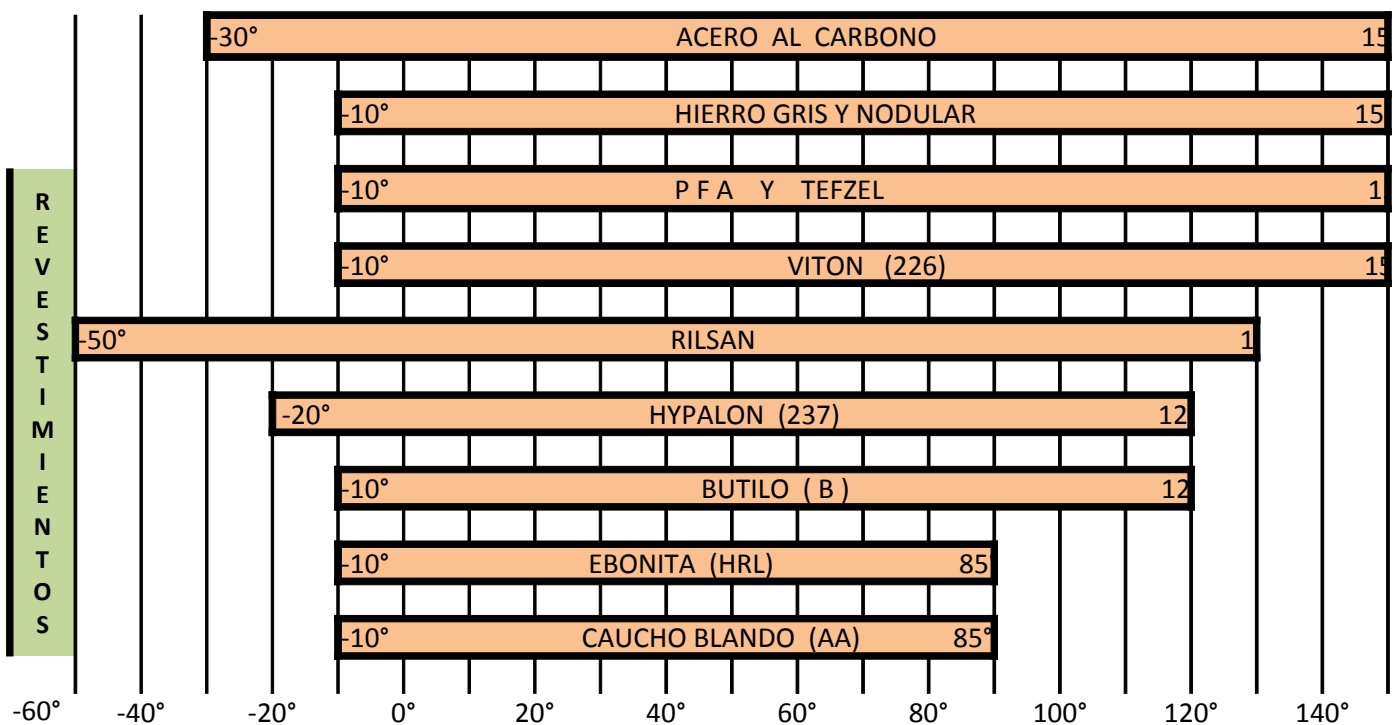 -30° ACERO AL CARBONO 15
-10° HIERRO GRIS Y NODULAR 15
-10° P F A Y TEFZEL 1
-10° VITON (226) 15
-50° RILSAN 1
-20° HYPALON (237) 12
-10° BUTILO ( B ) 12
-10° EBONITA (HRL) 85°
-10° CAUCHO BLANDO (AA) 85°
REVESTIMIENTOS
-60° -40° -20° 0° 20° 40° 60° 80° 100° 120° 140°